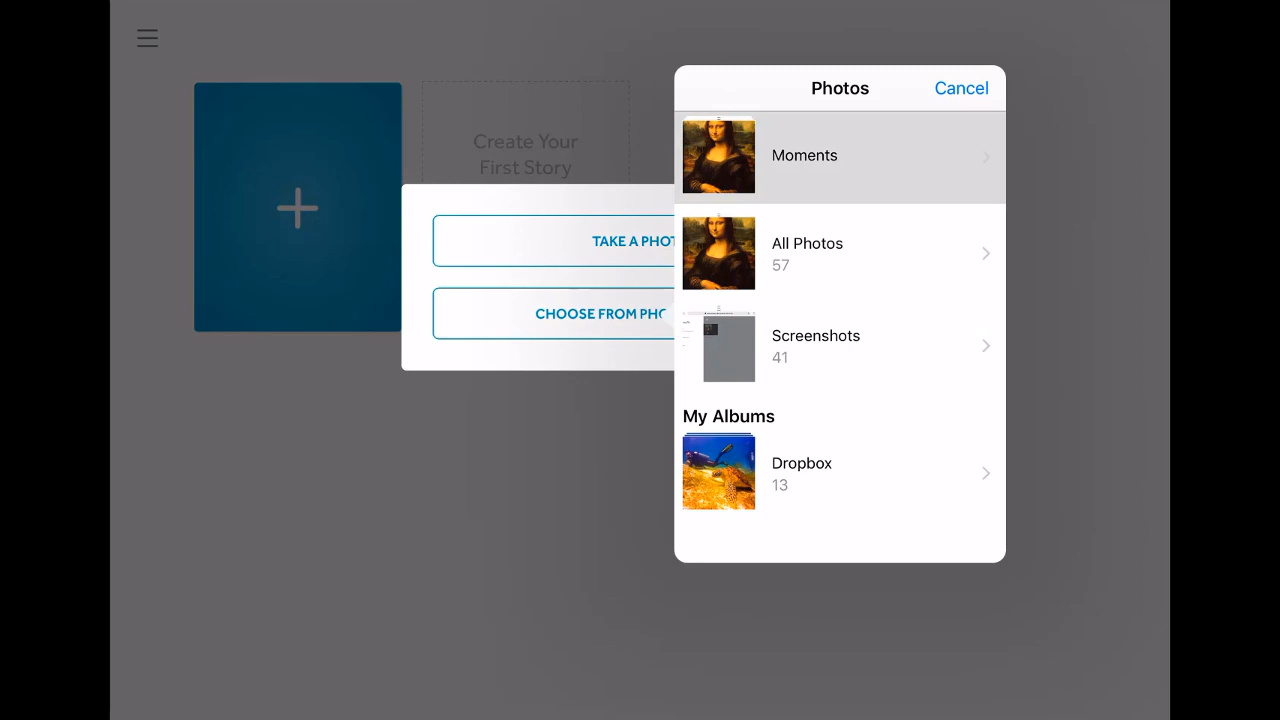 Photos
Cancel
Moments
Create Your
First Story
TAKE A PHOT
All Photos
57
CHOOSE FROM PHO
Screenshots
41
My Albums
Dropbox
13